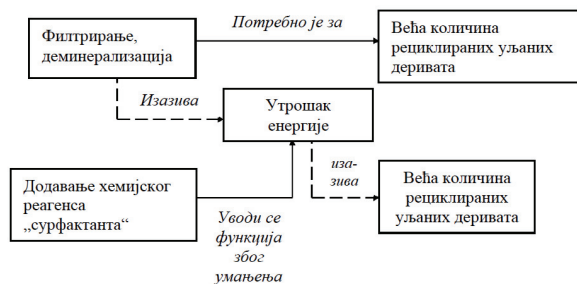 Филтрирање,
деминерализација
Потребно је за
Већа количина
рециклираних уљаних
деривата
Изазива
Утрошак
енергије
Додавање хемијског
реагенса
„сурфактанта“
Уводи се
функција
због
умањења
иза-
зива
Већа количина
рециклираних
уљаних деривата